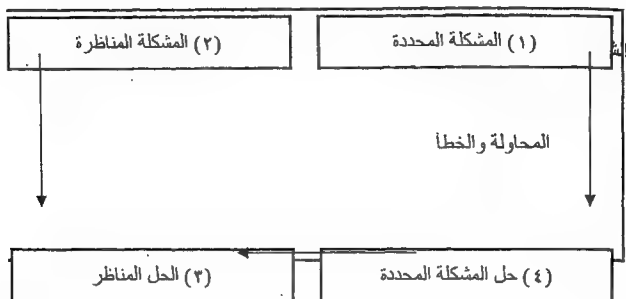 (١) المشكلة المحددة
(٢) المشكلة المناظرة
المحاولة والخطأ
(٤) حل المشكلة المحددة
(٣) الحل المناظر